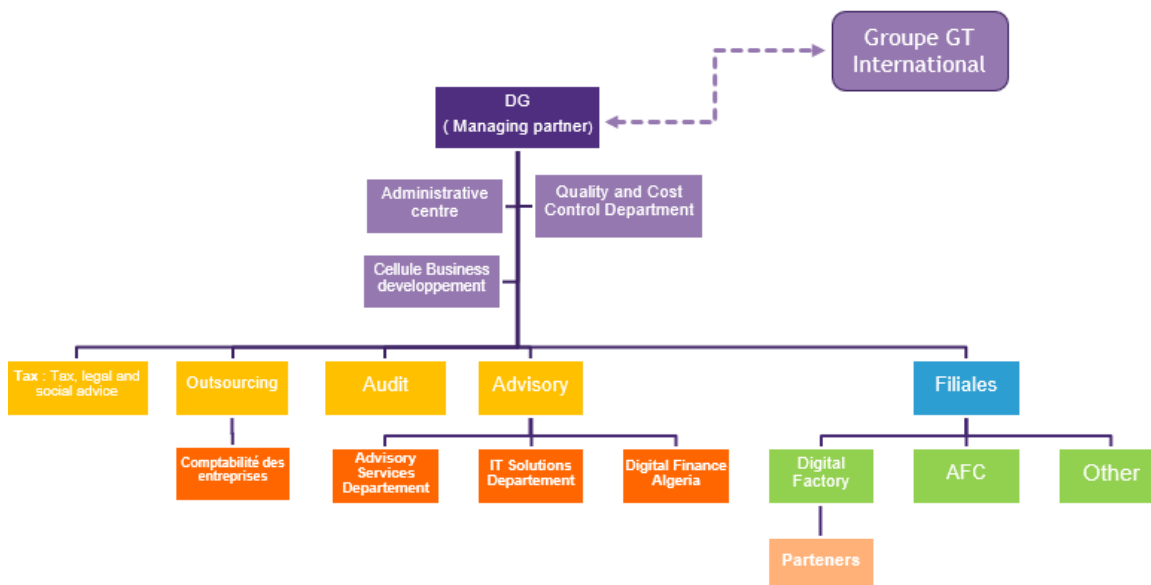 Groupe GT
International
DG
( Managing partner)
Administrative
centre
Quality and Cost
Control Department
Cellule Business
developpement
Tax : Tax, legal and
social advice
Outsourcing
Audit
Advisory
Filiales
Comptabilité des
entreprises
Advisory
Services
Departement
IT Solutions
Departement
Digital Finance
Algeria
Digital
Factory
AFC
Other
Parteners